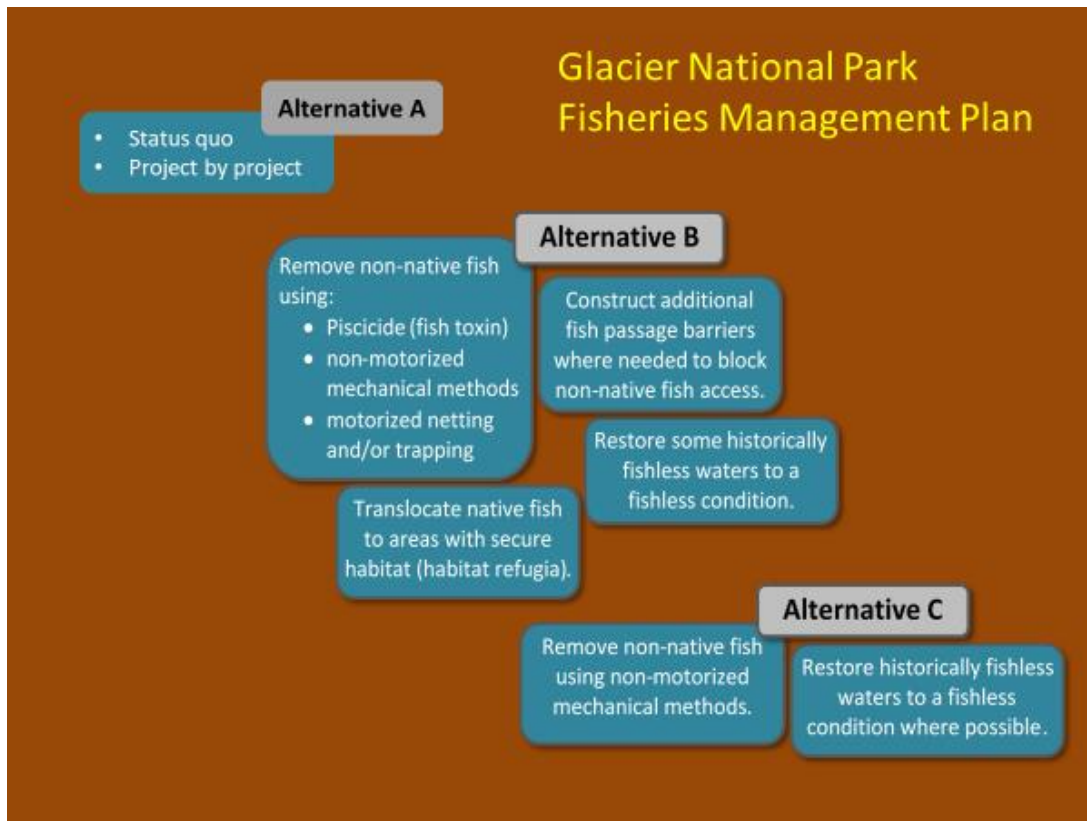 Glacier National Park
Fisheries Management Plan
Alternative A
• Status quo
• Project by project
Alternative B
Remove non-native fish
using:
• Piscicide (fish toxin)
• non-motorized
mechanical methods
• motorized netting
and/or trapping
Construct additional
fish passage barriers
where needed to block
non-native fish access.
Restore some historically
fishless waters to a
fishless condition.
Translocate native fish
to areas with secure
habitat (habitat refugia).
Alternative C
Remove non-native fish
using non-motorized
mechanical methods.
Restore historically fishless
waters to a fishless
condition where possible.